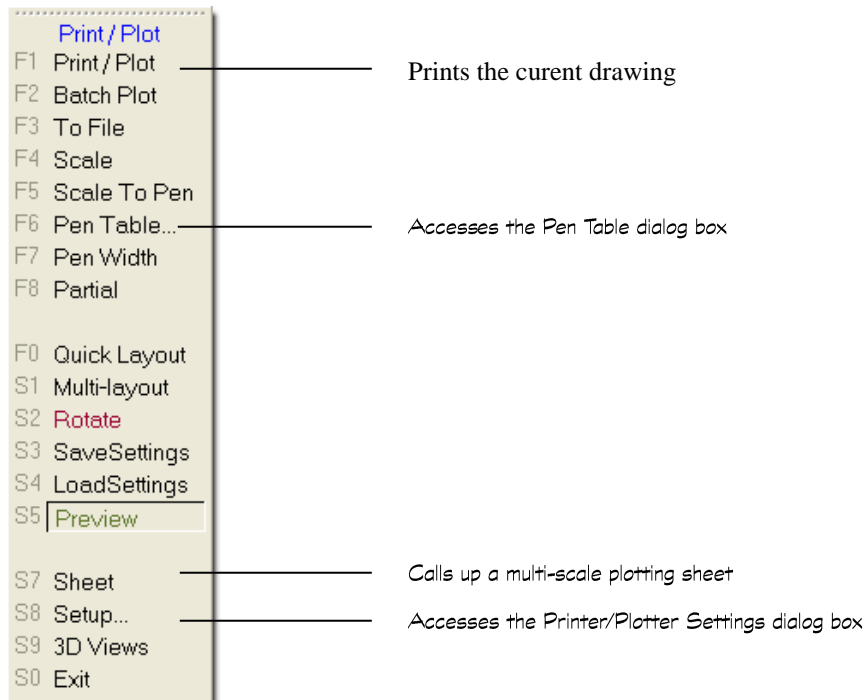 Print / Plot
F1 Print / Plot Prints the curent drawing
F2 Batch Plot
F3 To File
F4 Scale
F5 Scale To Pen
F6 Pen Table... Accesses the Pen Table dialog box
F7 Pen Width
F8 Partial
F0 Quick Layout
S1 Multi-layout
S2 Rotate
S3 SaveSettings
S4 LoadSettings
S5 Preview
S7 Sheet Calls up a multi-scale plotting sheet
S8 Setup... Accesses the Printer/Plotter Settings dialog box
S9 3D Views
S0 Exit